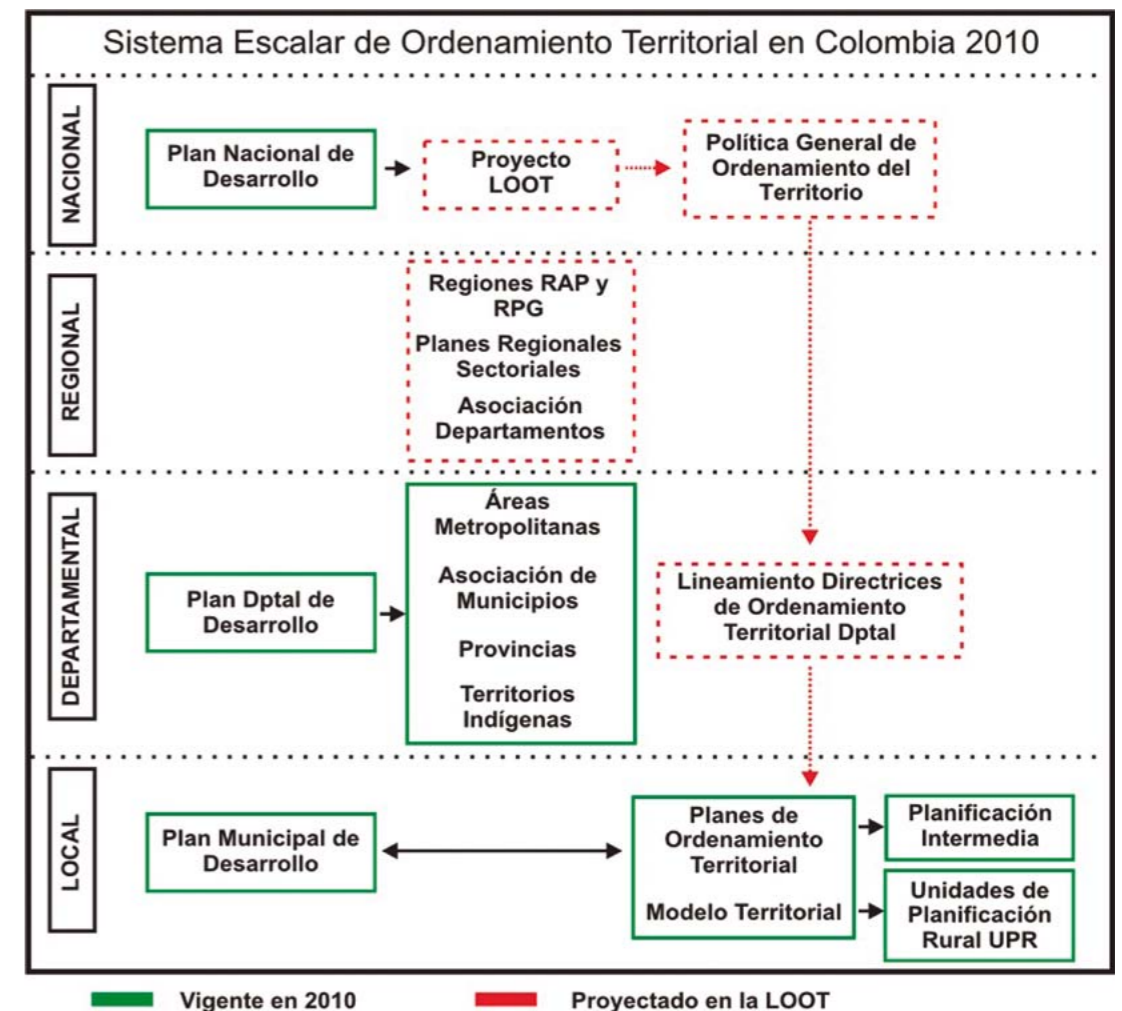 Sistema Escalar de Ordenamiento Territorial en Colombia 2010
NACIONAL
Plan Nacional de
Desarrollo
Proyecto
LOOT
Política General de
Ordenamiento del
Territorio
REGIONAL
Regiones RAP y
RPG
Planes Regionales
Sectoriales
Asociación
Departamentos
DEPARTAMENTAL
Plan Dptal de
Desarrollo
Áreas
Metropolitanas
Asociación de
Municipios
Provincias
Territorios
Indígenas
Lineamiento Directrices
de Ordenamiento
Territorial Dptal
LOCAL
Plan Municipal de
Desarrollo
Planes de
Ordenamiento
Territorial
Modelo Territorial
Planificación
Intermedia
Unidades de
Planificación
Rural UPR
Vigente en 2010
Proyectado en la LOOT